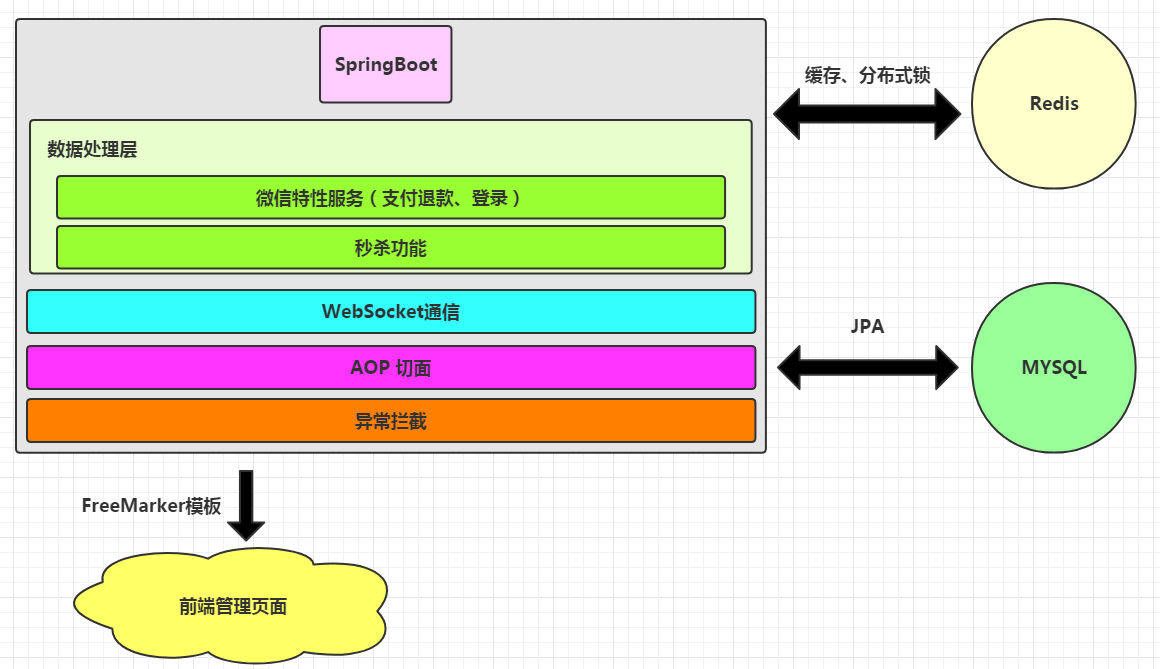 SpringBoot
数据处理层
微信特性服务（支付退款、登录）
秒杀功能
WebSocket通信
AOP 切面
异常拦截
缓存、分布式锁
Redis
JPA
MYSQL
FreeMarker模板
前端管理页面